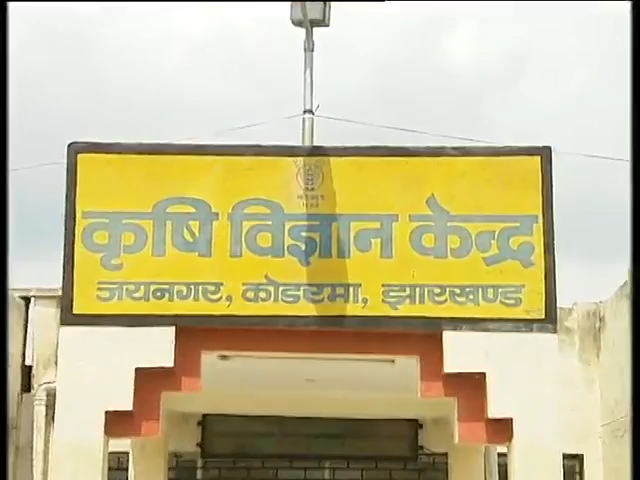 कृषि विज्ञान केन्द्र
जयनगर, कोडरमा, झारखण्ड